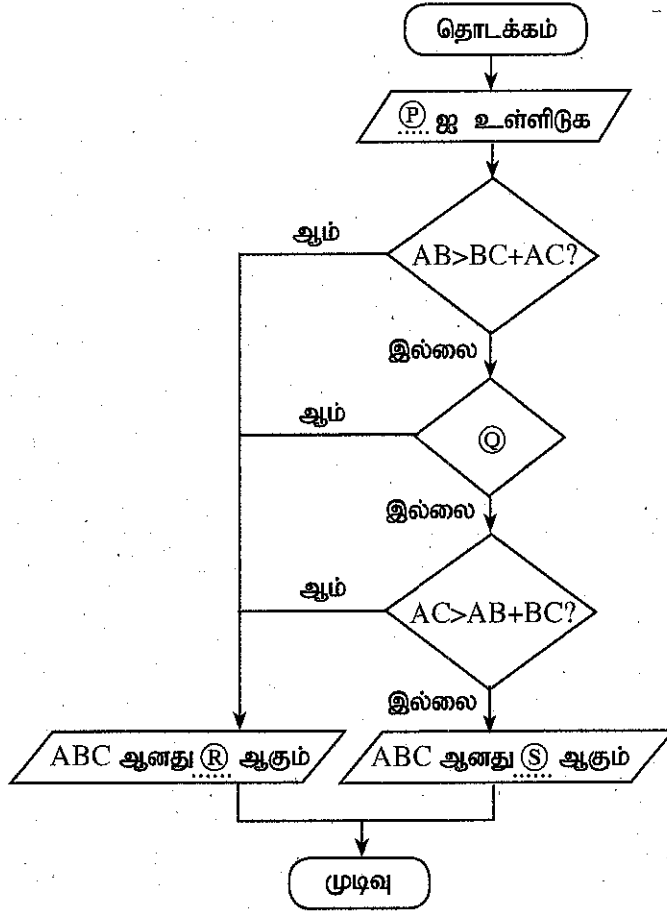 தொடக்கம்
Ⓟ ஐ உள்ளிடுக
ஆம்
AB>BC+AC?
இல்லை
ஆம்
Ⓠ
இல்லை
ஆம்
AC>AB+BC?
இல்லை
ABC ஆனது Ⓡ ஆகும்
ABC ஆனது Ⓢ ஆகும்
முடிவு